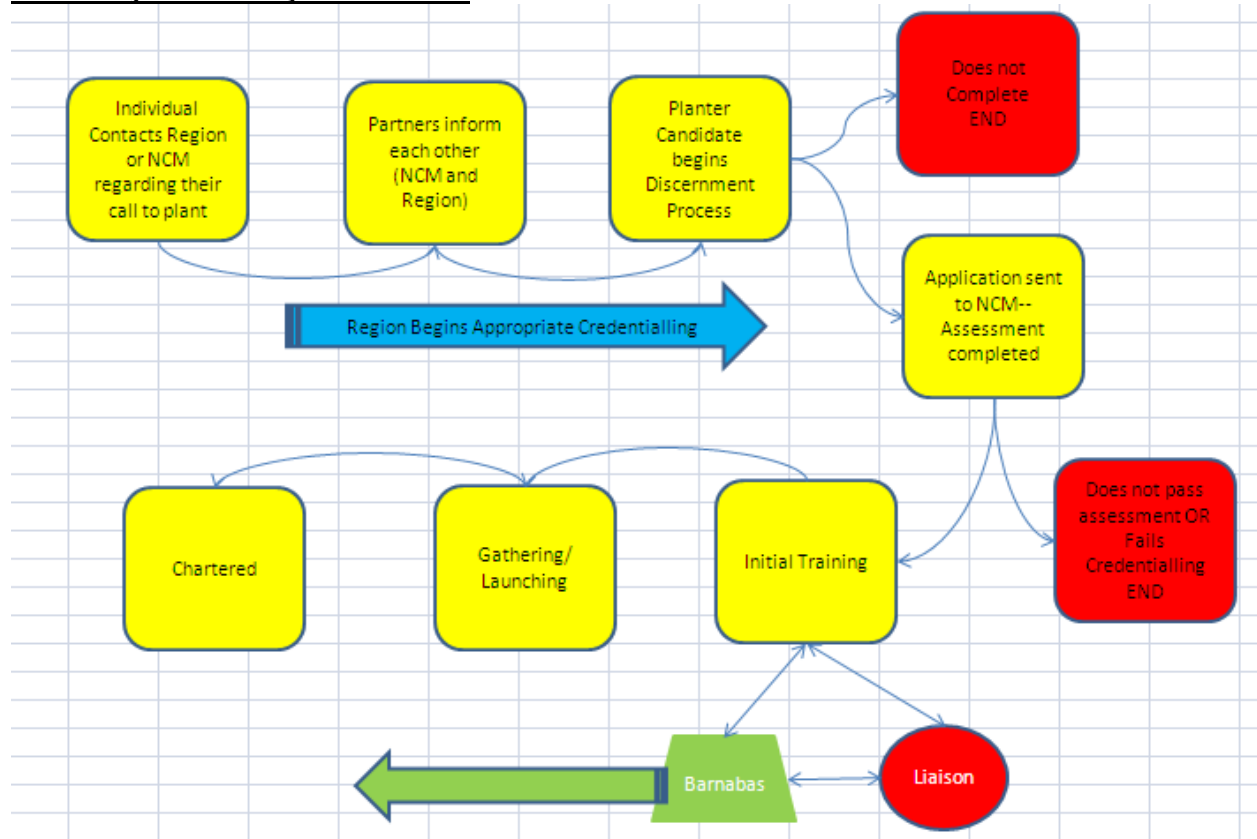 Individual
Contacts Region
or NCM
regarding their
call to plant
Partners inform
each other
(NCM and
Region)
Planter
Candidate
begins
Discernment
Process
Does not
Complete
END
Region Begins Appropriate Credentialling
Application sent
to NCM--
Assessment
completed
Chartered
Gathering/
Launching
Initial Training
Does not pass
assessment OR
Fails
Credentialling
END
Barnabas
Liaison